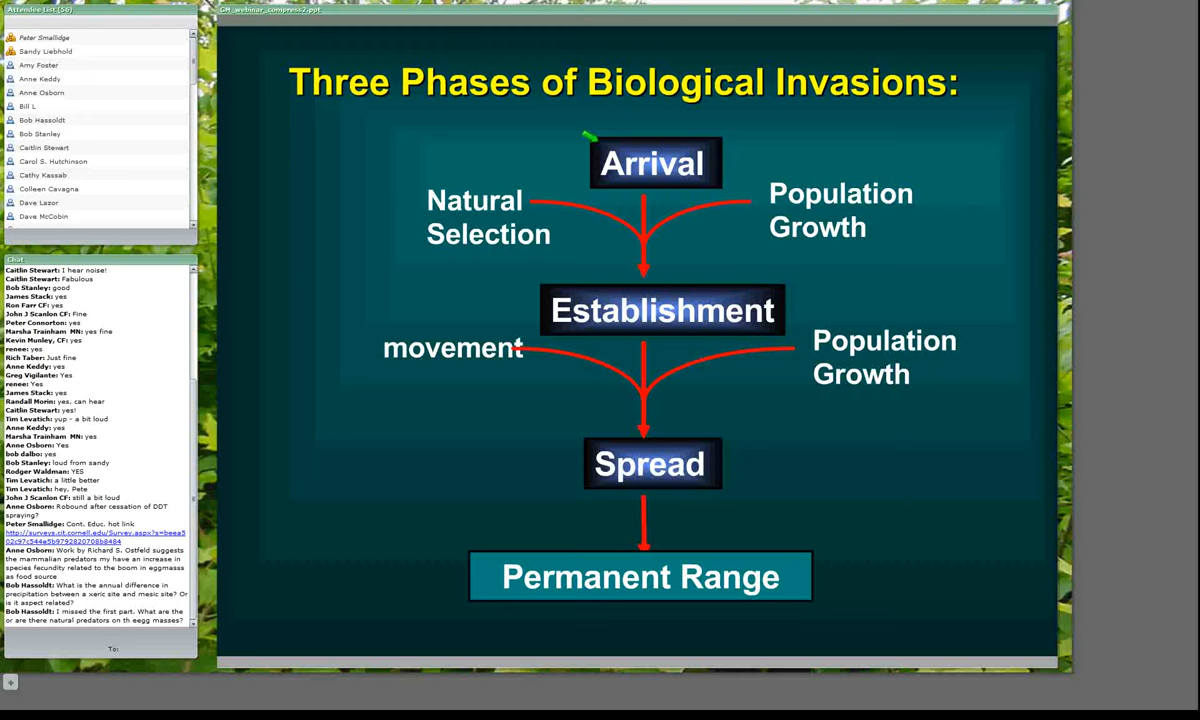 Attendee List (56)
Peter Smallidge
Sandy Liebhold
Amy Foster
Anne Keddy
Anne Osborn
Bill L
Bob Hassoldt
Bob Stanley
Caitlin Stewart
Carol S. Hutchinson
Cathy Kassab
Colleen Cavagna
Dave Lazor
Dave McCobin
Chat
Caitlin Stewart: I hear noise!
Caitlin Stewart: Fabulous
Bob Stanley: good
James Stack: yes
Ron Farr CF: yes
John J Scanlon CF: Fine
Peter Connorton: yes
Marsha Trainham MN: yes fine
Kevin Munley, CF: yes
renee: yes
Rich Taber: Just fine
Anne Keddy: yes
Greg Vigilante: Yes
renee: Yes
James Stack: yes
Randall Morin: yes, can hear
Caitlin Stewart: yes!
Tim Levatich: yup - a bit loud
Anne Keddy: yes
Marsha Trainham MN: yes
Anne Osborn: Yes
bob dalbo: yes
Bob Stanley: loud from sandy
Rodger Waldman: YES
Tim Levatich: a little better
Tim Levatich: hey, Pete
John J Scanlon CF: still a bit loud
Anne Osborn: Robound after cessation of DDT
spraying?
Peter Smallidge: Cont. Educ. hot link
http://surveys.cit.cornell.edu/Survey.aspx?s=beea5
02c97c544e5b9792820708b8484
Anne Osborn: Work by Richard S. Ostfeld suggests
the mammalian predators my have an increase in
species fecundity related to the boom in eggmasss
as food source
Bob Hassoldt: What is the annual difference in
precipitation between a xeric site and mesic site? Or
is it aspect related?
Bob Hassoldt: I missed the first part. What are the
or are there natural predators on th eegg masses?
To:
GM_webinar_compress2.ppt
Three Phases of Biological Invasions:
Arrival
Natural
Selection
Population
Growth
Establishment
movement
Population
Growth
Spread
Permanent Range